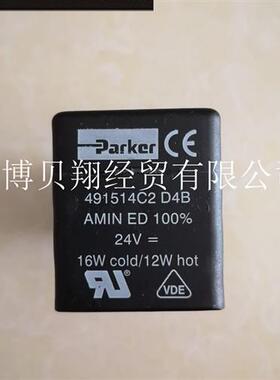 Parker CE
491514C2 D4B
博贝翔经贸有限公
AMIN ED 100%
24V =
16W cold/12W hot
RU VDE